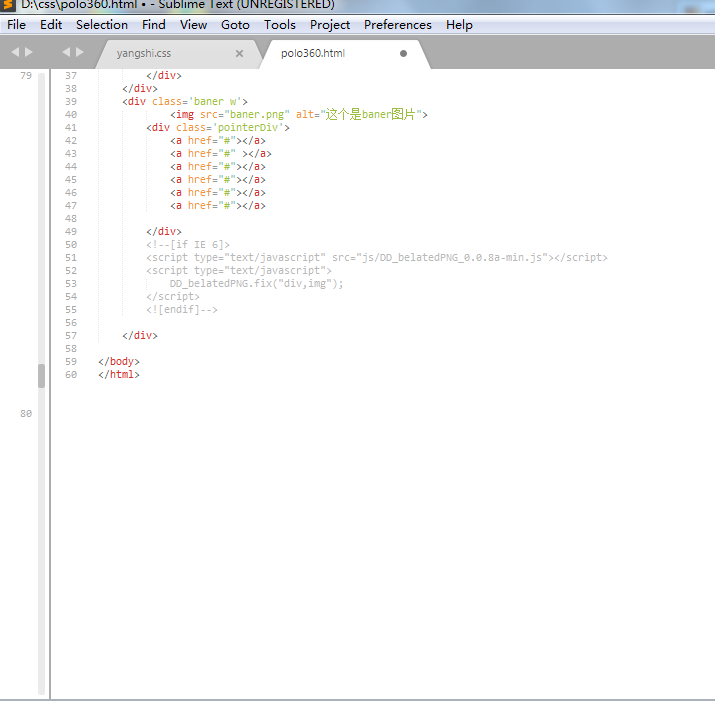 D:\css\polo360.html • - Sublime Text (UNREGISTERED)
File Edit Selection Find View Goto Tools Project Preferences Help
yangshi.css × polo360.html ●
79
37 </div>
38 </div>
39 <div class='baner w'>
40 <img src="baner.png" alt="这个是baner图片">
41 <div class='pointerDiv'>
42 <a href="#"></a>
43 <a href="#" ></a>
44 <a href="#"></a>
45 <a href="#"></a>
46 <a href="#"></a>
47 <a href="#"></a>
48
49 </div>
50 <!--[if IE 6]>
51 <script type="text/javascript" src="js/DD_belatedPNG_0.0.8a-min.js"></script>
52 <script type="text/javascript">
53 DD_belatedPNG.fix("div,img");
54 </script>
55 <![endif]-->
56
57 </div>
58
59 </body>
60 </html>
80